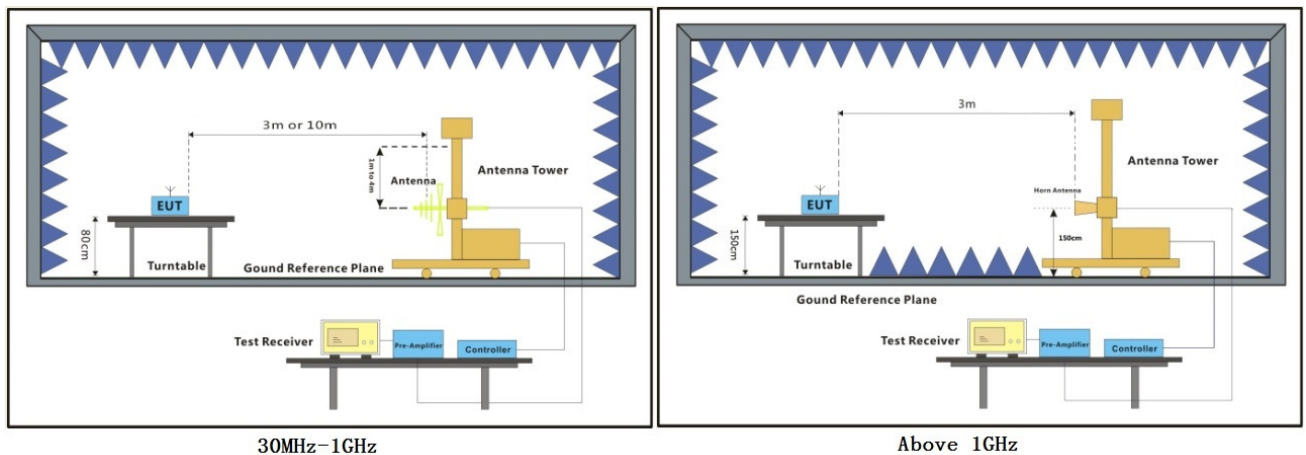 3m or 10m
1m to 4m
Antenna
Antenna Tower
EUT
80cm
Turntable
Gound Reference Plane
Test Receiver
Pre-Amplifier
Controller
30MHz-1GHz
3m
Antenna Tower
Horn Antenna
EUT
150cm
150cm
Turntable
Gound Reference Plane
Test Receiver
Pre-Amplifier
Controller
Above 1GHz